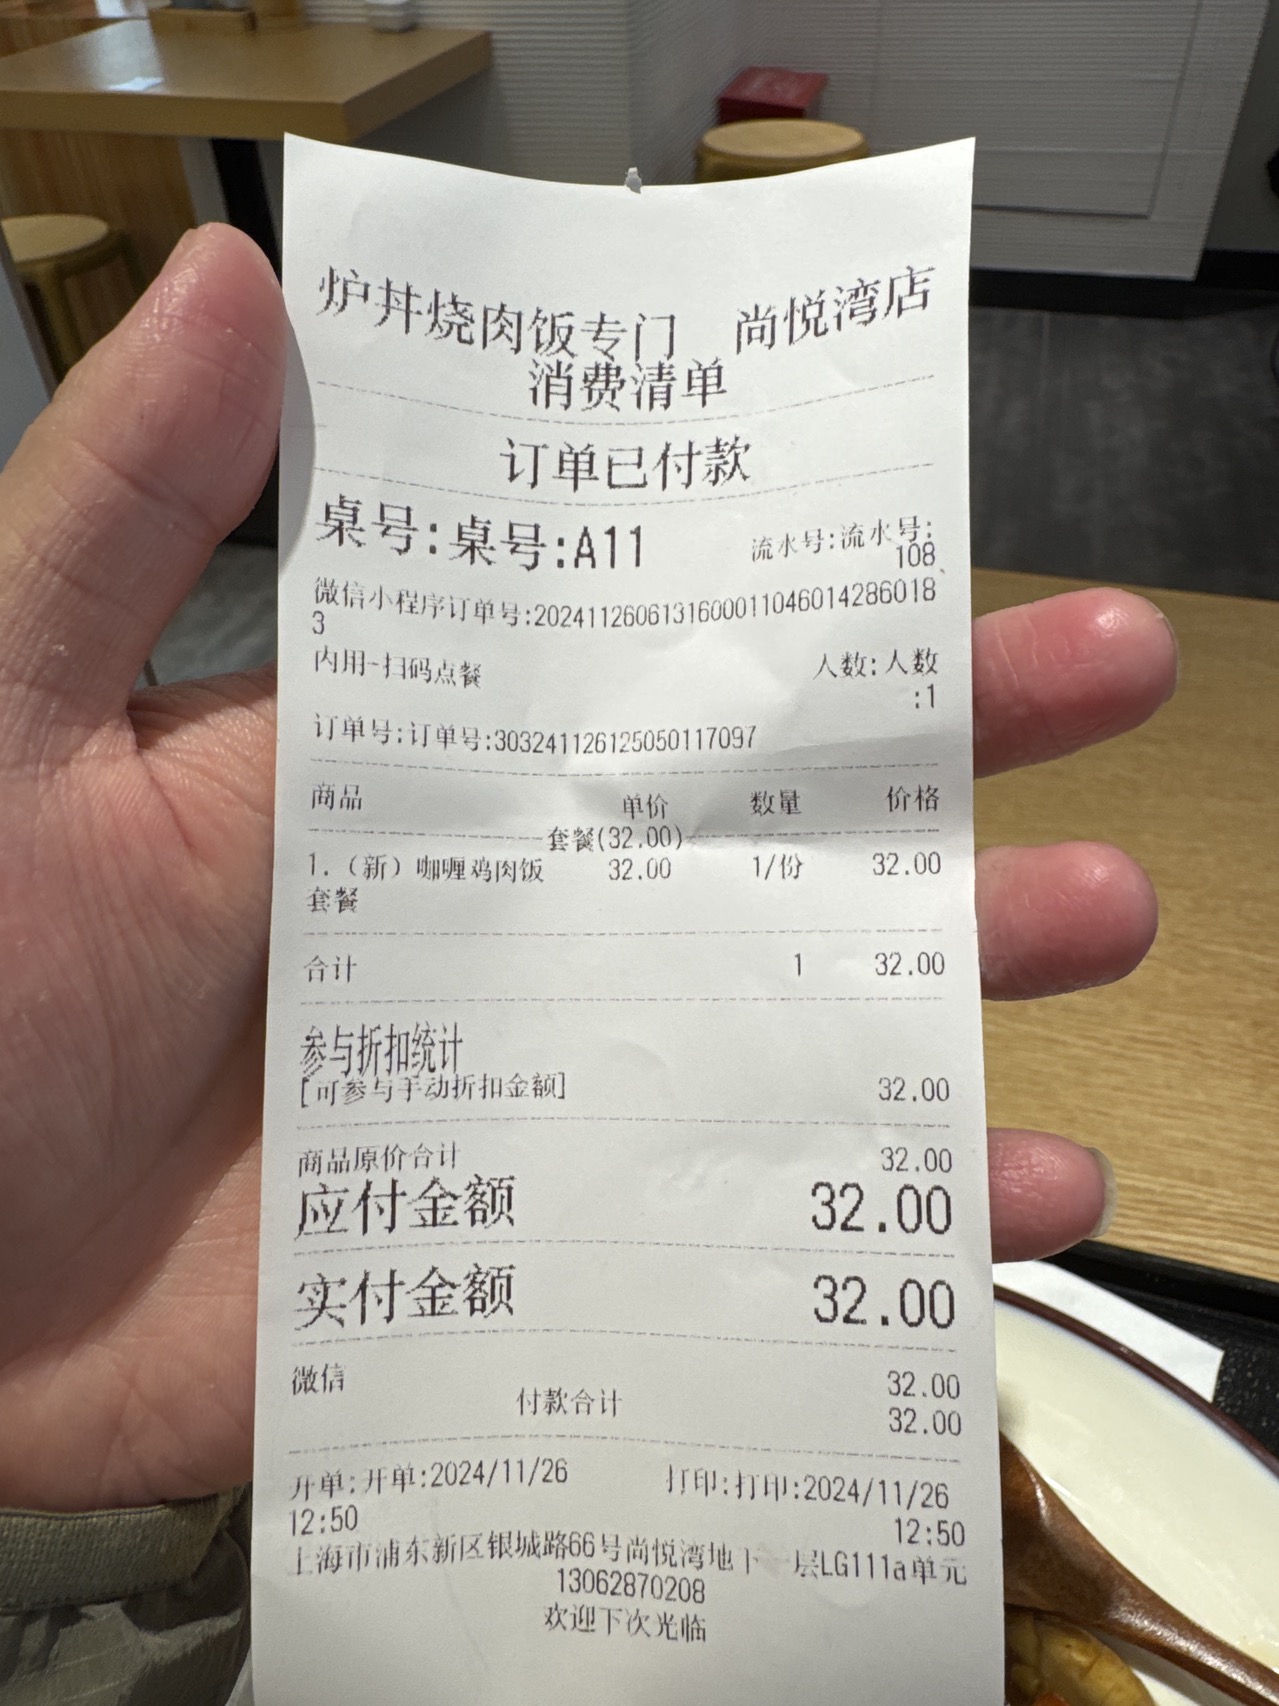 炉丼烧肉饭专门 尚悦湾店
消费清单
订单已付款
桌号:桌号:A11 流水号:流水号:
108
微信小程序订单号:2024112606131600011046014286018
3
内用-扫码点餐 人数:人数
:1
订单号:订单号:303241126125050117097
商品 单价 数量 价格
套餐(32.00)
1.（新）咖喱鸡肉饭 32.00 1/份 32.00
套餐
合计 1 32.00
参与折扣统计
[可参与手动折扣金额] 32.00
商品原价合计 32.00
应付金额 32.00
实付金额 32.00
微信 32.00
付款合计 32.00
开单:开单:2024/11/26 打印:打印:2024/11/26
12:50 12:50
上海市浦东新区银城路66号尚悦湾地下一层LG111a单元
13062870208
欢迎下次光临